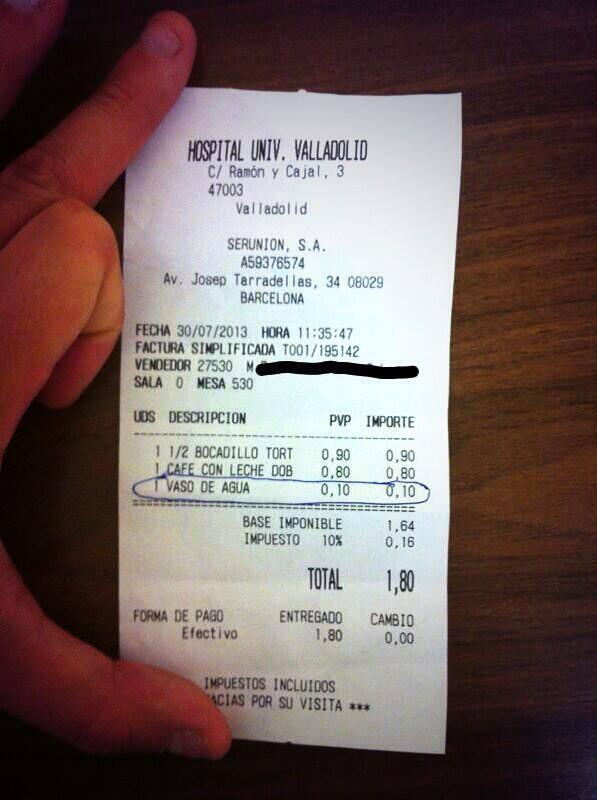 HOSPITAL UNIV. VALLADOLID
C/ Ramón y Cajal, 3
47003
Valladolid
SERUNION, S.A.
A59376574
Av. Josep Tarradellas, 34 08029
BARCELONA
FECHA 30/07/2013 HORA 11:35:47
FACTURA SIMPLIFICADA T001/195142
VENDEDOR 27530
SALA 0 MESA 530
UDS DESCRIPCION PVP IMPORTE
1 1/2 BOCADILLO TORT 0,90 0,90
1 CAFE CON LECHE DOB 0,80 0,80
1 VASO DE AGUA 0,10 0,10
BASE IMPONIBLE 1,64
IMPUESTO 10% 0,16
TOTAL 1,80
FORMA DE PAGO ENTREGADO CAMBIO
Efectivo 1,80 0,00
IMPUESTOS INCLUIDOS
ACIAS POR SU VISITA ***